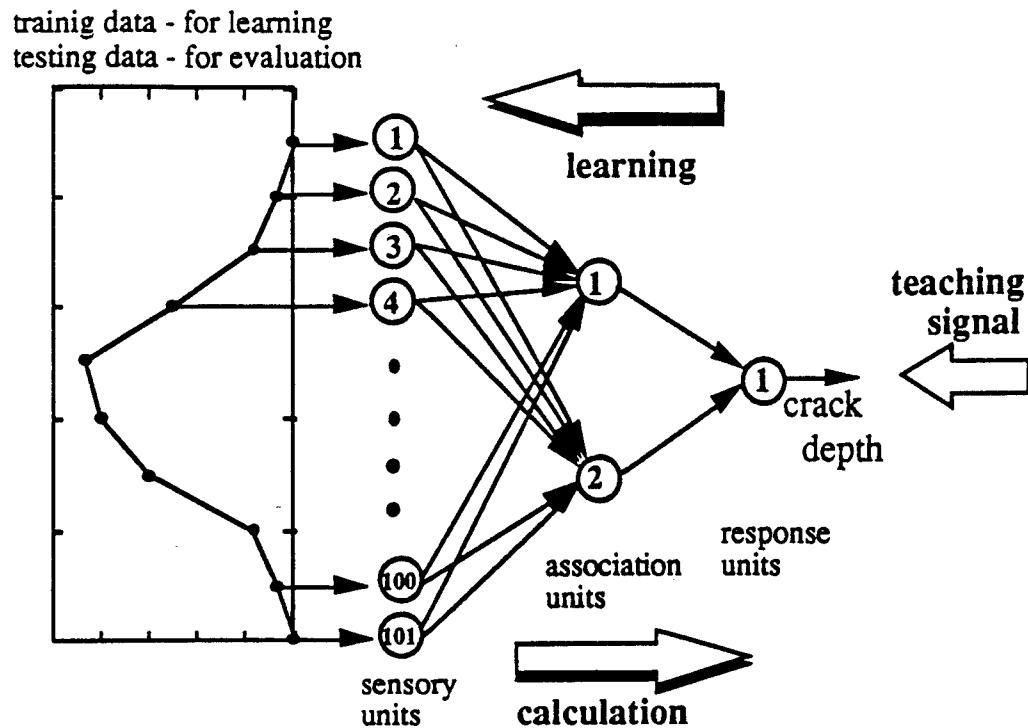 trainig data - for learning
testing data - for evaluation
learning
1
2
3
4
1
teaching
signal
1
crack
depth
2
100
101
association
units
response
units
sensory
units
calculation